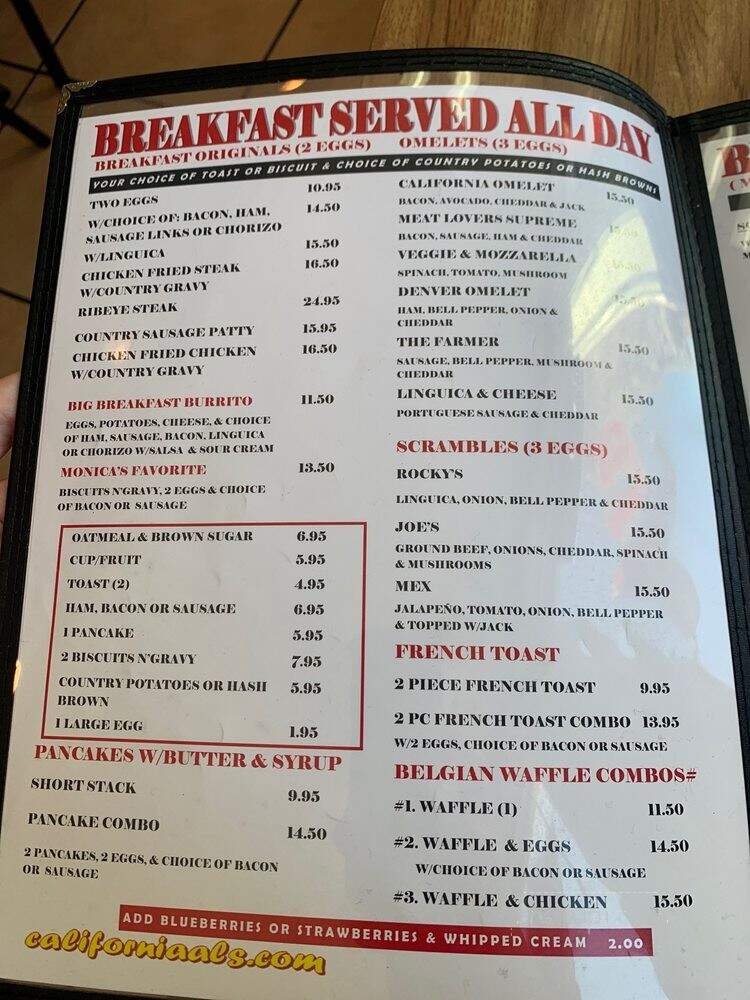 BREAKFAST SERVED ALL DAY
BREAKFAST ORIGINALS (2 EGGS) OMELETS (3 EGGS)
YOUR CHOICE OF TOAST OR BISCUIT & CHOICE OF COUNTRY POTATOES OR HASH BROWNS
TWO EGGS 10.95
W/CHOICE OF: BACON, HAM, 14.50
SAUSAGE LINKS OR CHORIZO
W/LINGUICA 15.50
CHICKEN FRIED STEAK 16.50
W/COUNTRY GRAVY
RIBEYE STEAK 24.95
COUNTRY SAUSAGE PATTY 15.95
CHICKEN FRIED CHICKEN 16.50
W/COUNTRY GRAVY
BIG BREAKFAST BURRITO 11.50
EGGS, POTATOES, CHEESE, & CHOICE
OF HAM, SAUSAGE, BACON, LINGUICA
OR CHORIZO W/SALSA & SOUR CREAM
MONICA'S FAVORITE 13.50
BISCUITS N'GRAVY, 2 EGGS & CHOICE
OF BACON OR SAUSAGE
OATMEAL & BROWN SUGAR 6.95
CUP/FRUIT 5.95
TOAST (2) 4.95
HAM, BACON OR SAUSAGE 6.95
1 PANCAKE 5.95
2 BISCUITS N'GRAVY 7.95
COUNTRY POTATOES OR HASH 5.95
BROWN
1 LARGE EGG 1.95
PANCAKES W/BUTTER & SYRUP
SHORT STACK 9.95
PANCAKE COMBO 14.50
2 PANCAKES, 2 EGGS, & CHOICE OF BACON
OR SAUSAGE
CALIFORNIA OMELET 15.50
BACON, AVOCADO, CHEDDAR & JACK
MEAT LOVERS SUPREME
BACON, SAUSAGE, HAM & CHEDDAR
VEGGIE & MOZZARELLA
SPINACH, TOMATO, MUSHROOM
DENVER OMELET
HAM, BELL PEPPER, ONION &
CHEDDAR
THE FARMER 15.50
SAUSAGE, BELL PEPPER, MUSHROOM &
CHEDDAR
LINGUICA & CHEESE 15.50
PORTUGUESE SAUSAGE & CHEDDAR
SCRAMBLES (3 EGGS)
ROCKY'S 15.50
LINGUICA, ONION, BELL PEPPER & CHEDDAR
JOE'S 15.50
GROUND BEEF, ONIONS, CHEDDAR, SPINACH
& MUSHROOMS
MEX 15.50
JALAPEÑO, TOMATO, ONION, BELL PEPPER
& TOPPED W/JACK
FRENCH TOAST
2 PIECE FRENCH TOAST 9.95
2 PC FRENCH TOAST COMBO 13.95
W/2 EGGS, CHOICE OF BACON OR SAUSAGE
BELGIAN WAFFLE COMBOS#
#1. WAFFLE (1) 11.50
#2. WAFFLE & EGGS 14.50
W/CHOICE OF BACON OR SAUSAGE
#3. WAFFLE & CHICKEN 15.50
ADD BLUEBERRIES OR STRAWBERRIES & WHIPPED CREAM 2.00
californiaals.com